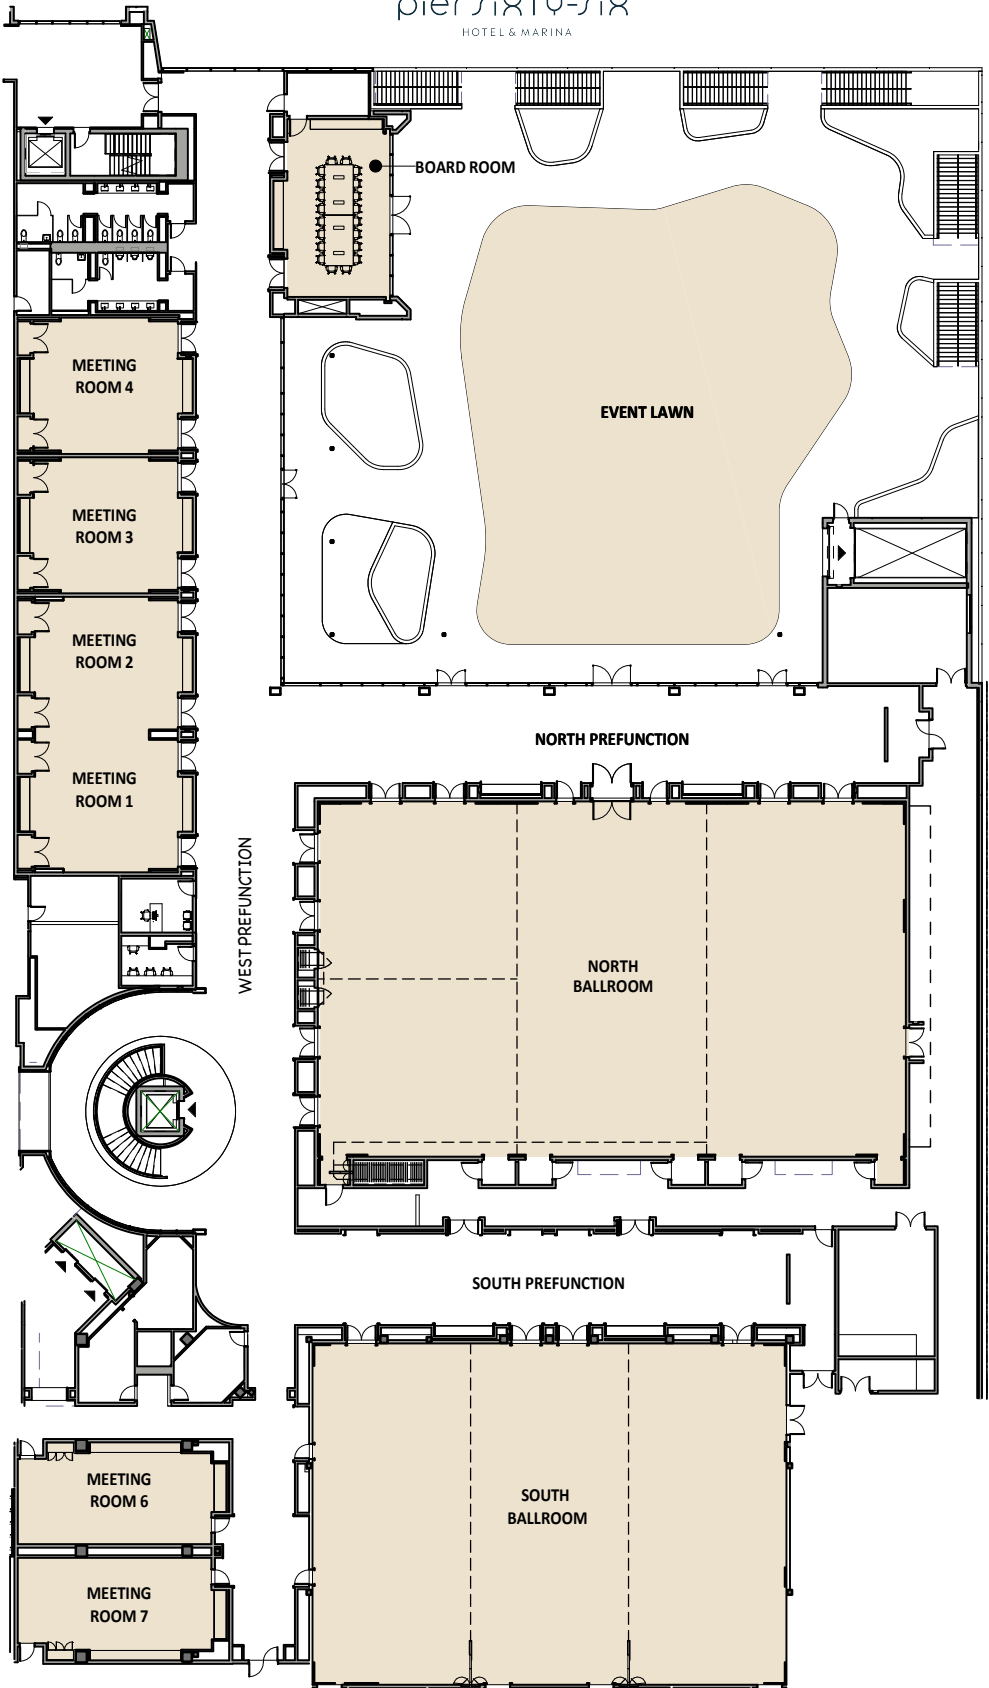 pier sixty-six
HOTEL & MARINA
BOARD ROOM
MEETING
ROOM 4
EVENT LAWN
MEETING
ROOM 3
MEETING
ROOM 2
NORTH PREFUNCTION
MEETING
ROOM 1
WEST PREFUNCTION
NORTH
BALLROOM
SOUTH PREFUNCTION
MEETING
ROOM 6
SOUTH
BALLROOM
MEETING
ROOM 7